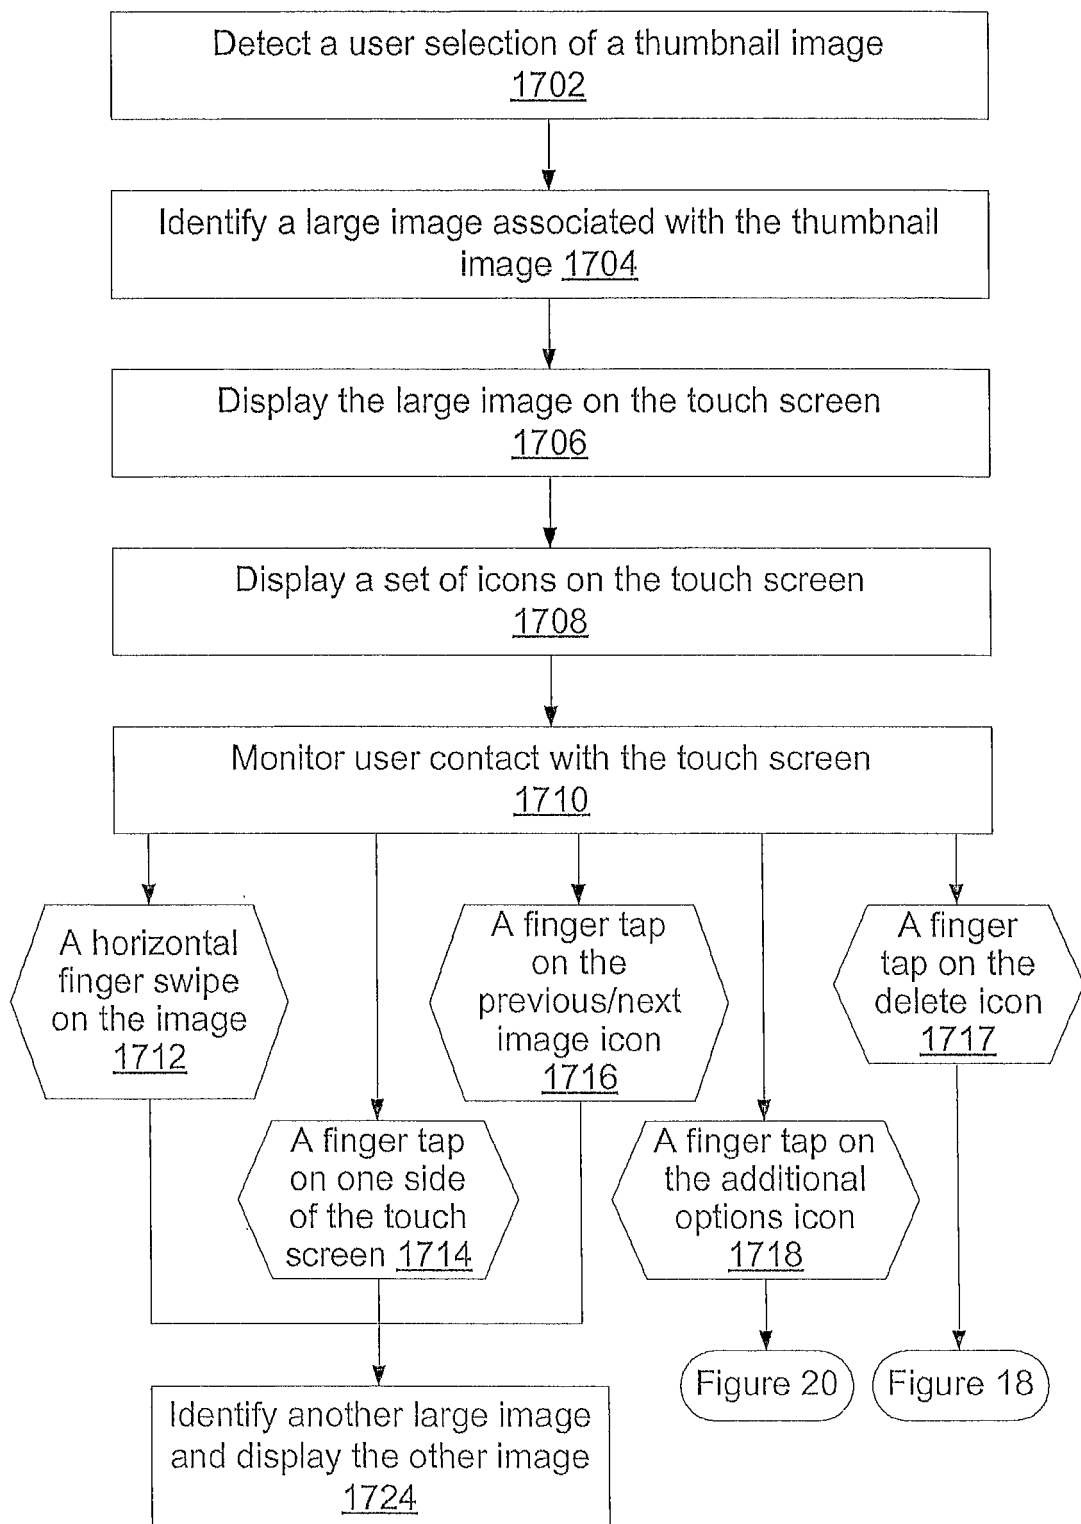 Detect a user selection of a thumbnail image
1702
Identify a large image associated with the thumbnail
image 1704
Display the large image on the touch screen
1706
Display a set of icons on the touch screen
1708
Monitor user contact with the touch screen
1710
A horizontal
finger swipe
on the image
1712
A finger tap
on one side
of the touch
screen 1714
A finger tap
on the
previous/next
image icon
1716
A finger tap on
the additional
options icon
1718
A finger
tap on the
delete icon
1717
Identify another large image
and display the other image
1724
Figure 20
Figure 18